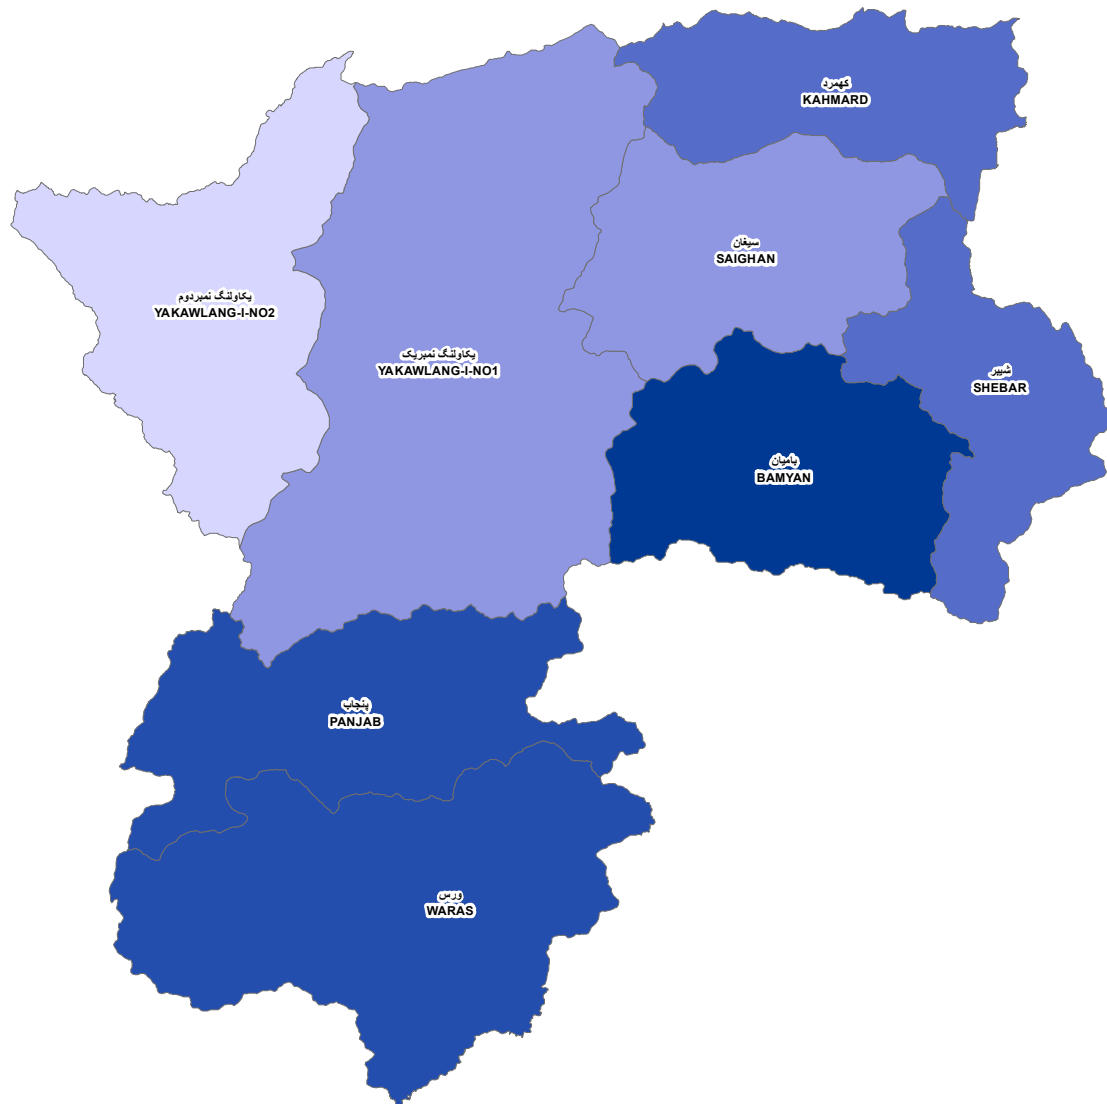 کهمرد
KAHMARD
سیغان
SAIGHAN
یکاولنگ نمبردوم
YAKAWLANG-I-NO2
یکاولنگ نمبریک
YAKAWLANG-I-NO1
شیبر
SHEBAR
بامیان
BAMYAN
پنجاب
PANJAB
ورس
WARAS